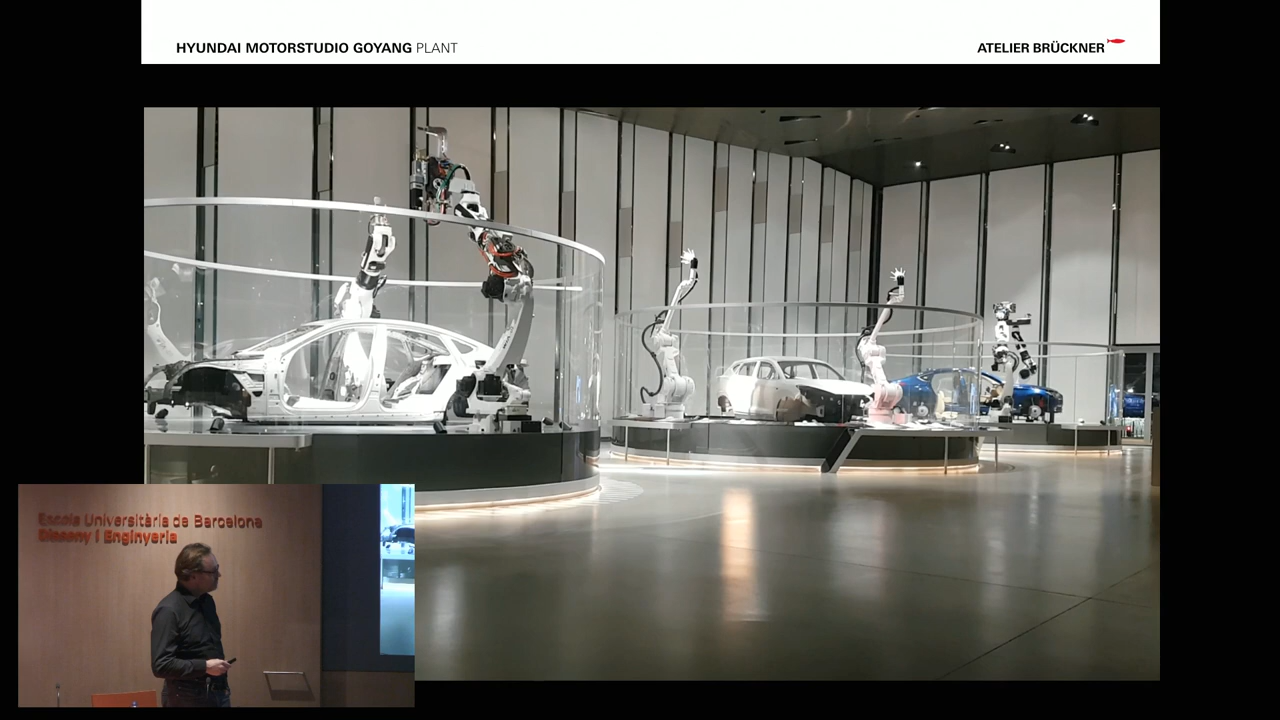 HYUNDAI MOTORSTUDIO GOYANG PLANT
ATELIER BRÜCKNER
Escola Universitària de Barcelona
Disseny i Enginyeria